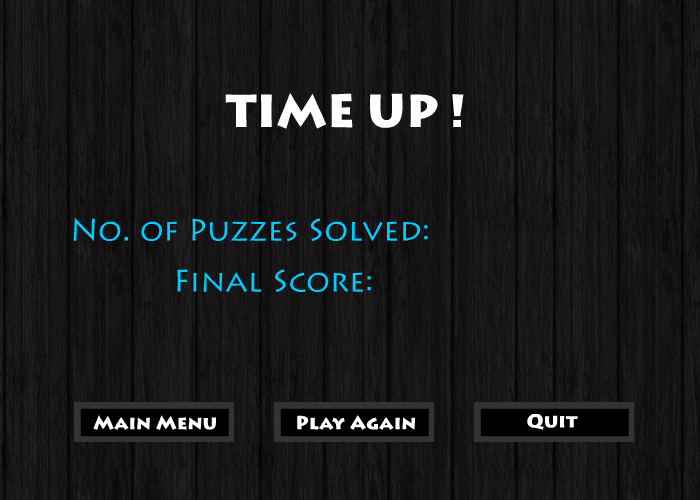 TIME UP !
NO. OF PUZZES SOLVED:
FINAL SCORE:
MAIN MENU
PLAY AGAIN
QUIT